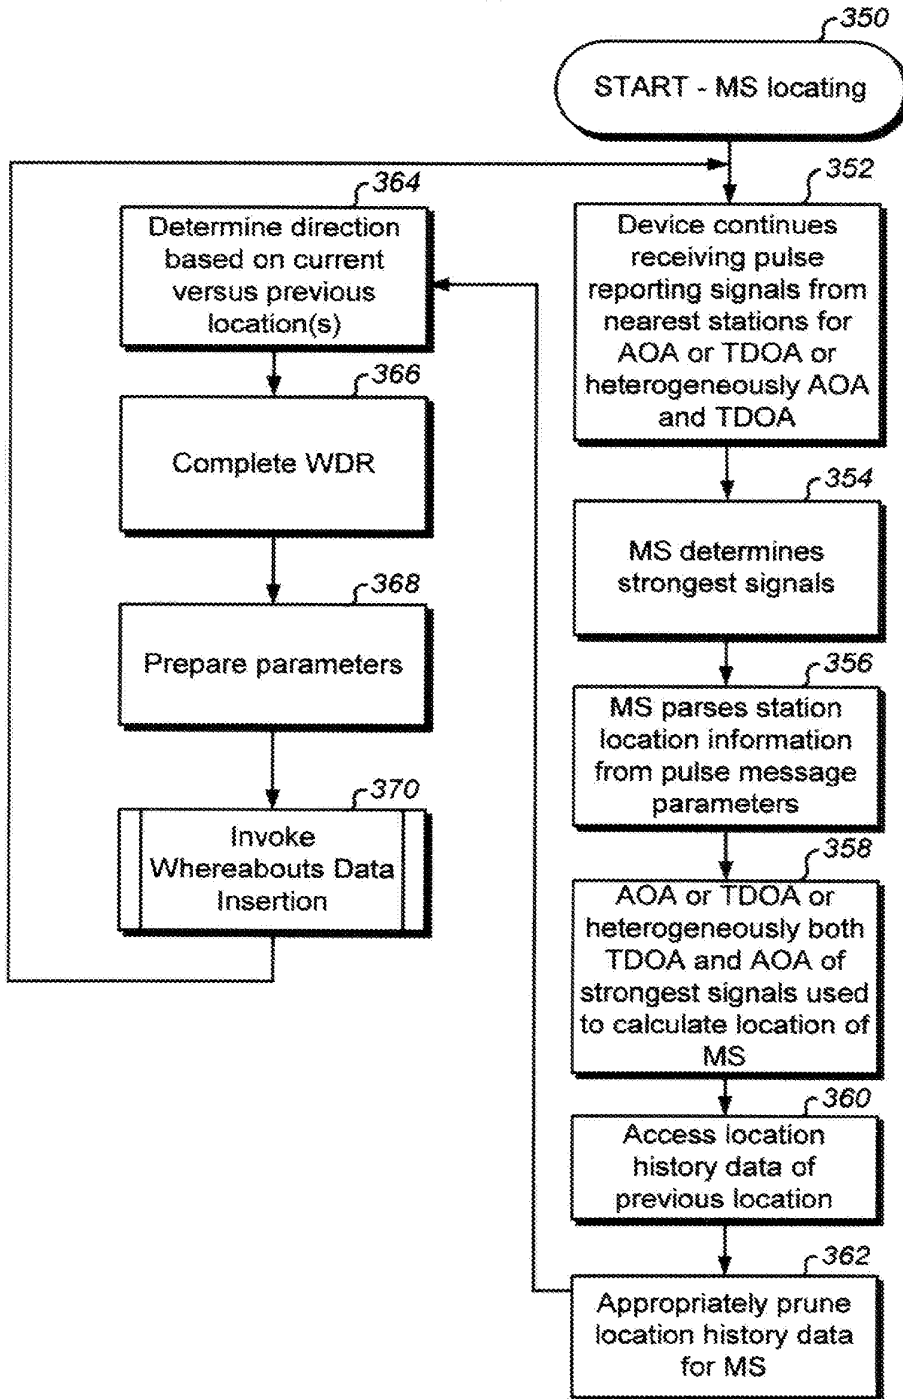 350
START - MS locating
352
Device continues
receiving pulse
reporting signals from
nearest stations for
AOA or TDOA or
heterogeneously AOA
and TDOA
354
MS determines
strongest signals
356
MS parses station
location information
from pulse message
parameters
358
AOA or TDOA or
heterogeneously both
TDOA and AOA of
strongest signals used
to calculate location of
MS
360
Access location
history data of
previous location
362
Appropriately prune
location history data
for MS
364
Determine direction
based on current
versus previous
location(s)
366
Complete WDR
368
Prepare parameters
370
Invoke
Whereabouts Data
Insertion